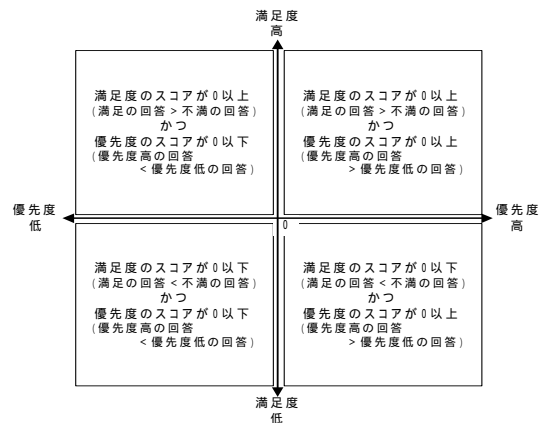 満足度
高
満足度のスコアが0以上
(満足の回答>不満の回答)
かつ
優先度のスコアが0以下
(優先度高の回答
<優先度低の回答)
満足度のスコアが0以上
(満足の回答>不満の回答)
かつ
優先度のスコアが0以上
(優先度高の回答
>優先度低の回答)
優先度
低
0
優先度
高
満足度のスコアが0以下
(満足の回答<不満の回答)
かつ
優先度のスコアが0以下
(優先度高の回答
<優先度低の回答)
満足度のスコアが0以下
(満足の回答<不満の回答)
かつ
優先度のスコアが0以上
(優先度高の回答
>優先度低の回答)
満足度
低